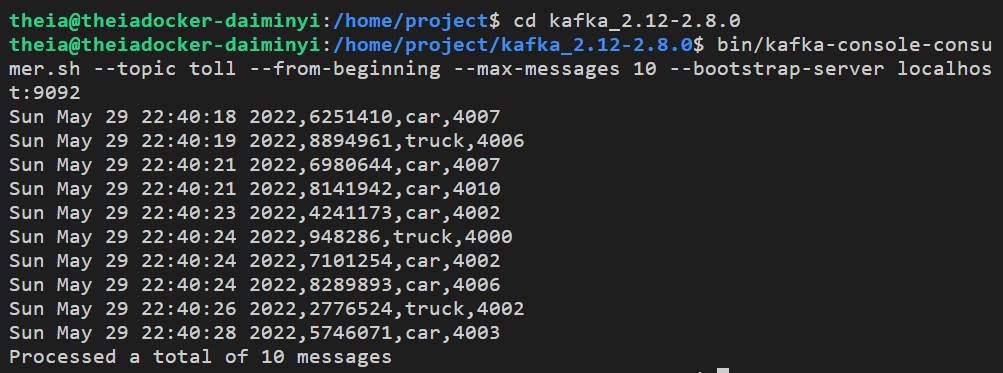 theia@theiadocker-daiminyi:/home/project$ cd kafka_2.12-2.8.0
theia@theiadocker-daiminyi:/home/project/kafka_2.12-2.8.0$ bin/kafka-console-consu
mer.sh --topic toll --from-beginning --max-messages 10 --bootstrap-server localhos
t:9092
Sun May 29 22:40:18 2022,6251410,car,4007
Sun May 29 22:40:19 2022,8894961,truck,4006
Sun May 29 22:40:21 2022,6980644,car,4007
Sun May 29 22:40:21 2022,8141942,car,4010
Sun May 29 22:40:23 2022,4241173,car,4002
Sun May 29 22:40:24 2022,948286,truck,4000
Sun May 29 22:40:24 2022,7101254,car,4002
Sun May 29 22:40:24 2022,8289893,car,4006
Sun May 29 22:40:26 2022,2776524,truck,4002
Sun May 29 22:40:28 2022,5746071,car,4003
Processed a total of 10 messages